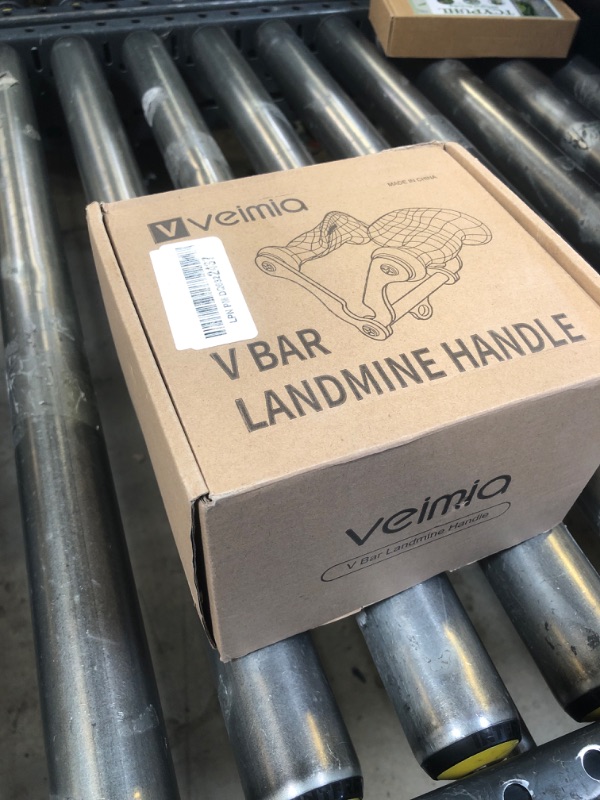 V veimia
MADE IN CHINA
V BAR
LANDMINE HANDLE
veimia
V Bar Landmine Handle